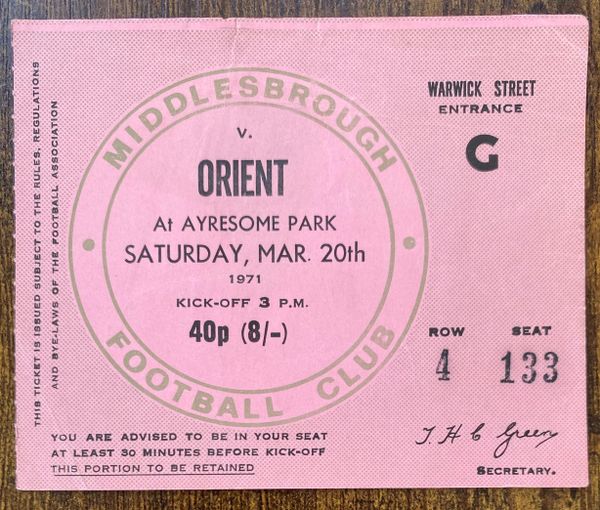 THIS TICKET IS ISSUED SUBJECT TO THE RULES, REGULATIONS
AND BYE-LAWS OF THE FOOTBALL ASSOCIATION
MIDDLESBROUGH
FOOTBALL CLUB
v.
ORIENT
At AYRESOME PARK
SATURDAY, MAR. 20th
1971
KICK-OFF 3 P.M.
40p (8/-)
WARWICK STREET
ENTRANCE
G
ROW SEAT
4 133
YOU ARE ADVISED TO BE IN YOUR SEAT
AT LEAST 30 MINUTES BEFORE KICK-OFF
THIS PORTION TO BE RETAINED
T H C Green
SECRETARY.